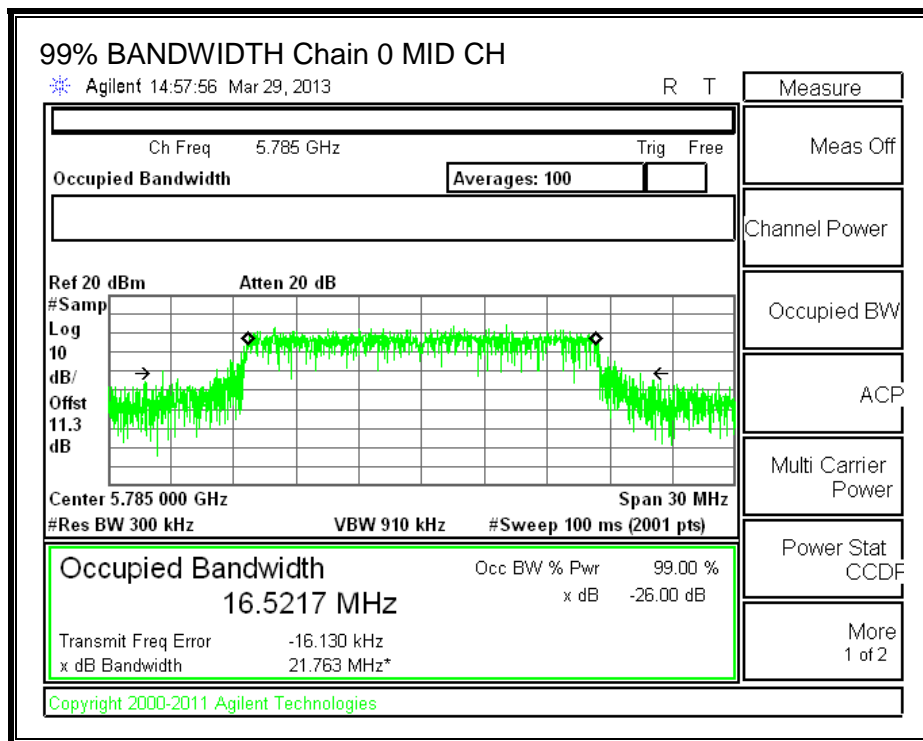 99% BANDWIDTH Chain 0 MID CH
Agilent 14:57:56 Mar 29, 2013 R T
Measure
Ch Freq 5.785 GHz Trig Free
Meas Off
Occupied Bandwidth Averages: 100
Channel Power
Ref 20 dBm Atten 20 dB
#Samp
Log
10
dB/
Offst
11.3
dB
Occupied BW
ACP
Center 5.785 000 GHz Span 30 MHz
#Res BW 300 kHz VBW 910 kHz #Sweep 100 ms (2001 pts)
Multi Carrier
Power
Occupied Bandwidth
16.5217 MHz
Occ BW % Pwr 99.00 %
x dB -26.00 dB
Transmit Freq Error -16.130 kHz
x dB Bandwidth 21.763 MHz*
Power Stat
CCDF
More
1 of 2
Copyright 2000-2011 Agilent Technologies